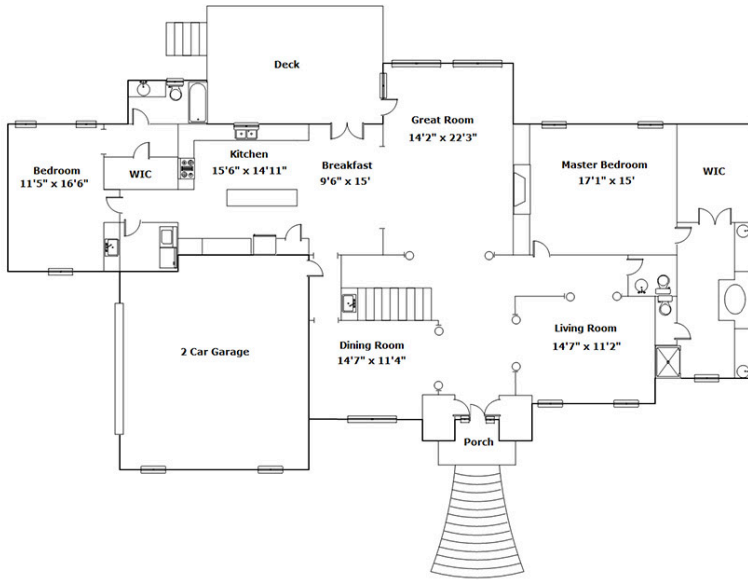 Deck
Great Room
14'2" x 22'3"
Bedroom
11'5" x 16'6"
WIC
Kitchen
15'6" x 14'11"
Breakfast
9'6" x 15'
Master Bedroom
17'1" x 15'
WIC
2 Car Garage
Dining Room
14'7" x 11'4"
Living Room
14'7" x 11'2"
Porch